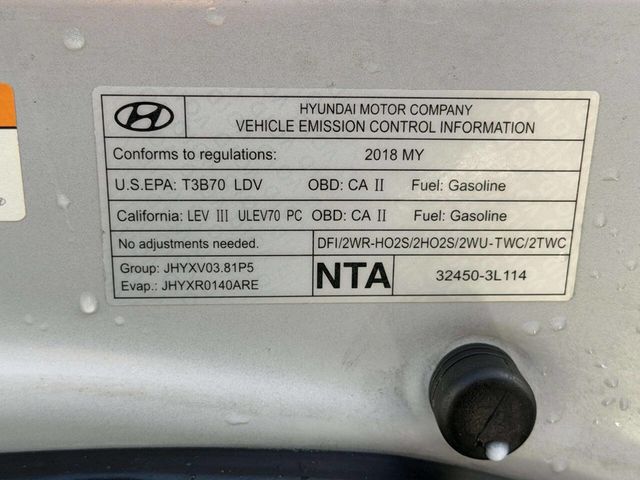 HYUNDAI MOTOR COMPANY
VEHICLE EMISSION CONTROL INFORMATION
Conforms to regulations: 2018 MY
U.S.EPA: T3B70 LDV OBD: CA II Fuel: Gasoline
California: LEV III ULEV70 PC OBD: CA II Fuel: Gasoline
No adjustments needed. DFI/2WR-HO2S/2HO2S/2WU-TWC/2TWC
Group: JHYXV03.81P5
Evap.: JHYXR0140ARE
NTA
32450-3L114